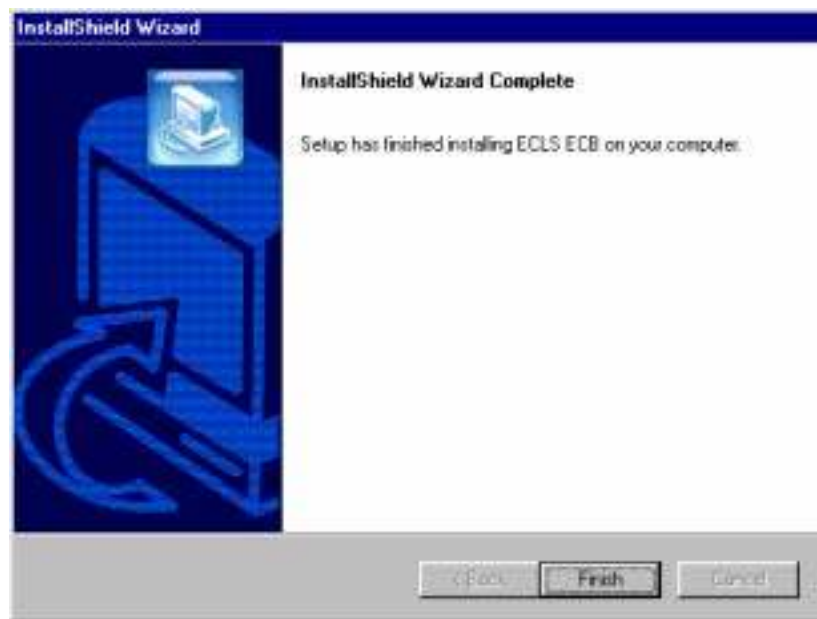 InstallShield Wizard
InstallShield Wizard Complete
Setup has finished installing ECLS ECB on your computer.
< Back
Finish
Cancel